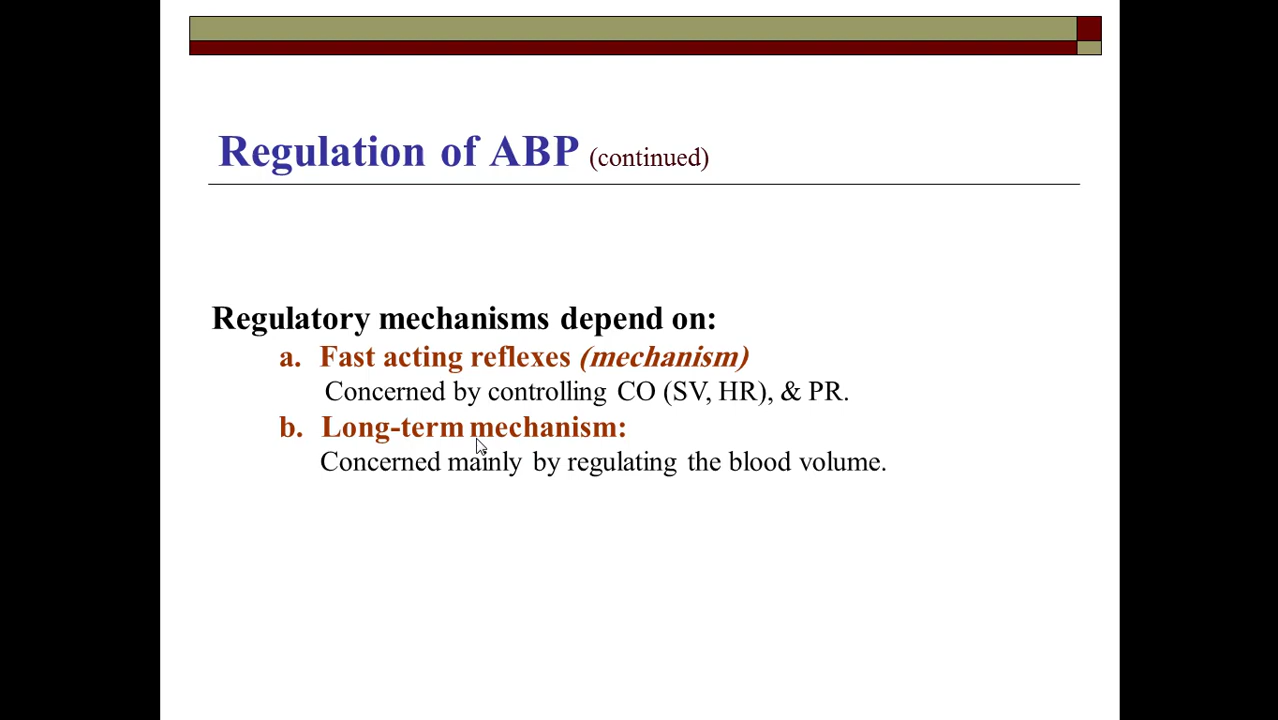 Regulation of ABP (continued)
Regulatory mechanisms depend on:
a. Fast acting reflexes (mechanism)
Concerned by controlling CO (SV, HR), & PR.
b. Long-term mechanism:
Concerned mainly by regulating the blood volume.